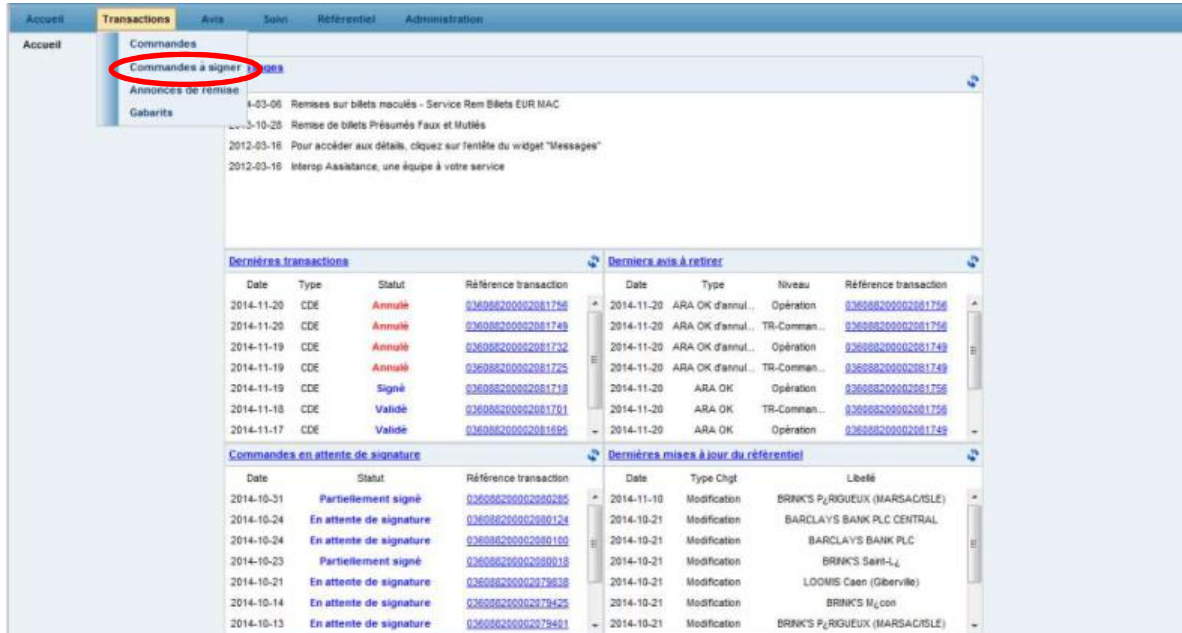 Accueil Transactions Avis Suivi Référentiel Administration
Accueil
Commandes
Commandes à signer
Annonces de remise
Gabarits
-03-06 Remises sur billets maculés - Service Rem Billets EUR MAC
-10-28 Remise de billets Présumés Faux et Mutilés
2012-03-16 Pour accéder aux détails, cliquez sur l'entête du widget "Messages"
2012-03-16 Interop Assistance, une équipe à votre service
Dernières transactions
Date Type Statut Référence transaction
2014-11-20 CDE Annulé 036088200002081756
2014-11-20 CDE Annulé 036088200002081749
2014-11-19 CDE Annulé 036088200002081732
2014-11-19 CDE Annulé 036088200002081725
2014-11-19 CDE Signé 036088200002081718
2014-11-18 CDE Validé 036088200002081701
2014-11-17 CDE Validé 036088200002081695
Derniers avis à retirer
Date Type Niveau Référence transaction
2014-11-20 ARA OK d'annul... Opération 036088200002081756
2014-11-20 ARA OK d'annul... TR-Comman... 036088200002081756
2014-11-20 ARA OK d'annul... Opération 036088200002081749
2014-11-20 ARA OK d'annul... TR-Comman... 036088200002081749
2014-11-20 ARA OK Opération 036088200002081756
2014-11-20 ARA OK TR-Comman... 036088200002081756
2014-11-20 ARA OK Opération 036088200002081749
Commandes en attente de signature
Date Statut Référence transaction
2014-10-31 Partiellement signé 036088200002080285
2014-10-24 En attente de signature 036088200002080124
2014-10-24 En attente de signature 036088200002080100
2014-10-23 Partiellement signé 036088200002080018
2014-10-21 En attente de signature 036088200002079838
2014-10-14 En attente de signature 036088200002079425
2014-10-13 En attente de signature 036088200002079401
Dernières mises à jour du référentiel
Date Type Chgt Libellé
2014-11-10 Modification BRINK'S P¿RIGUEUX (MARSAC/ISLE)
2014-10-21 Modification BARCLAYS BANK PLC CENTRAL
2014-10-21 Modification BARCLAYS BANK PLC
2014-10-21 Modification BRINK'S Saint-L¿
2014-10-21 Modification LOOMIS Caen (Giberville)
2014-10-21 Modification BRINK'S M¿con
2014-10-21 Modification BRINK'S P¿RIGUEUX (MARSAC/ISLE)